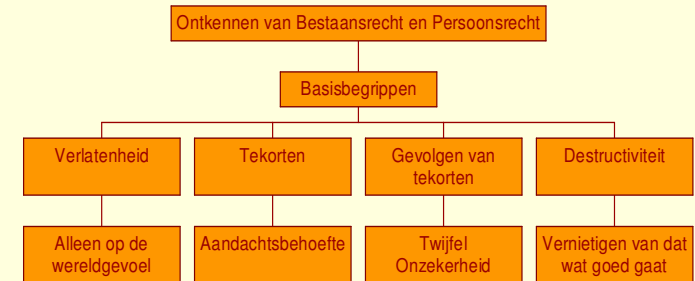 Ontkennen van Bestaansrecht en Persoonsrecht
Basisbegrippen
Verlatenheid
Tekorten
Gevolgen van
tekorten
Destructiviteit
Alleen op de
wereldgevoel
Aandachtsbehoefte
Twijfel
Onzekerheid
Vernietigen van dat
wat goed gaat